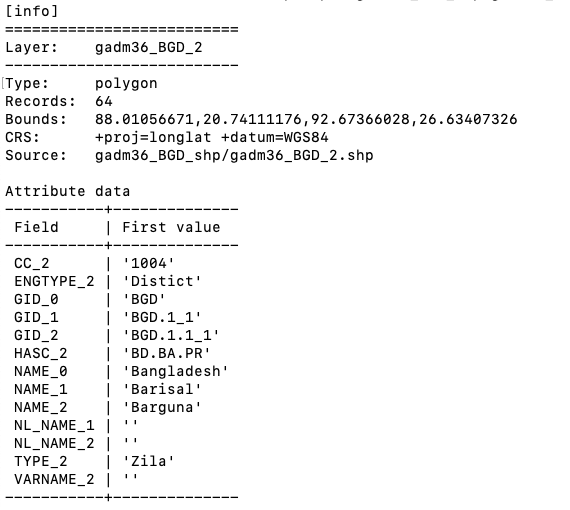 [info]
==========================
Layer:    gadm36_BGD_2
--------------------------
Type:     polygon
Records:  64
Bounds:   88.01056671,20.74111176,92.67366028,26.63407326
CRS:      +proj=longlat +datum=WGS84
Source:   gadm36_BGD_shp/gadm36_BGD_2.shp

Attribute data
-----------+--------------
 Field     | First value
-----------+--------------
 CC_2      | '1004'
 ENGTYPE_2 | 'Distict'
 GID_0     | 'BGD'
 GID_1     | 'BGD.1_1'
 GID_2     | 'BGD.1.1_1'
 HASC_2    | 'BD.BA.PR'
 NAME_0    | 'Bangladesh'
 NAME_1    | 'Barisal'
 NAME_2    | 'Barguna'
 NL_NAME_1 | ''
 NL_NAME_2 | ''
 TYPE_2    | 'Zila'
 VARNAME_2 | ''
-----------+--------------